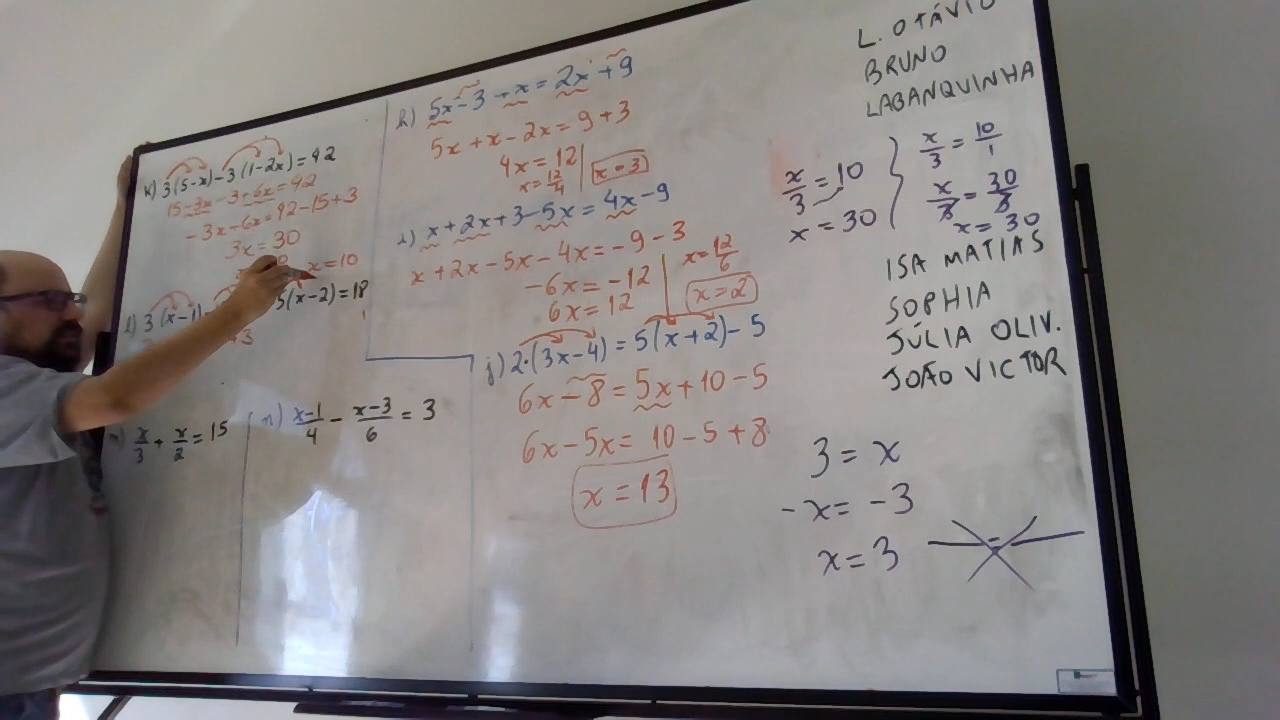 k) 3(5-x)-3(1-2x)=42
15-3x-3+6x=42
-3x+6x=42-15+3
3x=30
x=10
l) 3(x-1)- 5(x-2)=18
+3
m) x/3 + x/2 = 15
n) x-1/4 - x-3/6 = 3
h) 5x-3+x=2x+9
5x+x-2x=9+3
4x=12
x=12/4
x=3
i) x+2x+3-5x=4x-9
x+2x-5x-4x=-9-3
-6x=-12
6x=12
x=12/6
x=2
j) 2·(3x-4)=5(x+2)-5
6x-8=5x+10-5
6x-5x=10-5+8
x=13
L. OTÁVIO
BRUNO
LABANQUINHA
x/3=10
x=30
x/3=10/1
x/3=30/3
x=30
ISA MATIAS
SOPHIA
JÚLIA OLIV.
JOÃO VICTOR
3=x
-x=-3
x=3